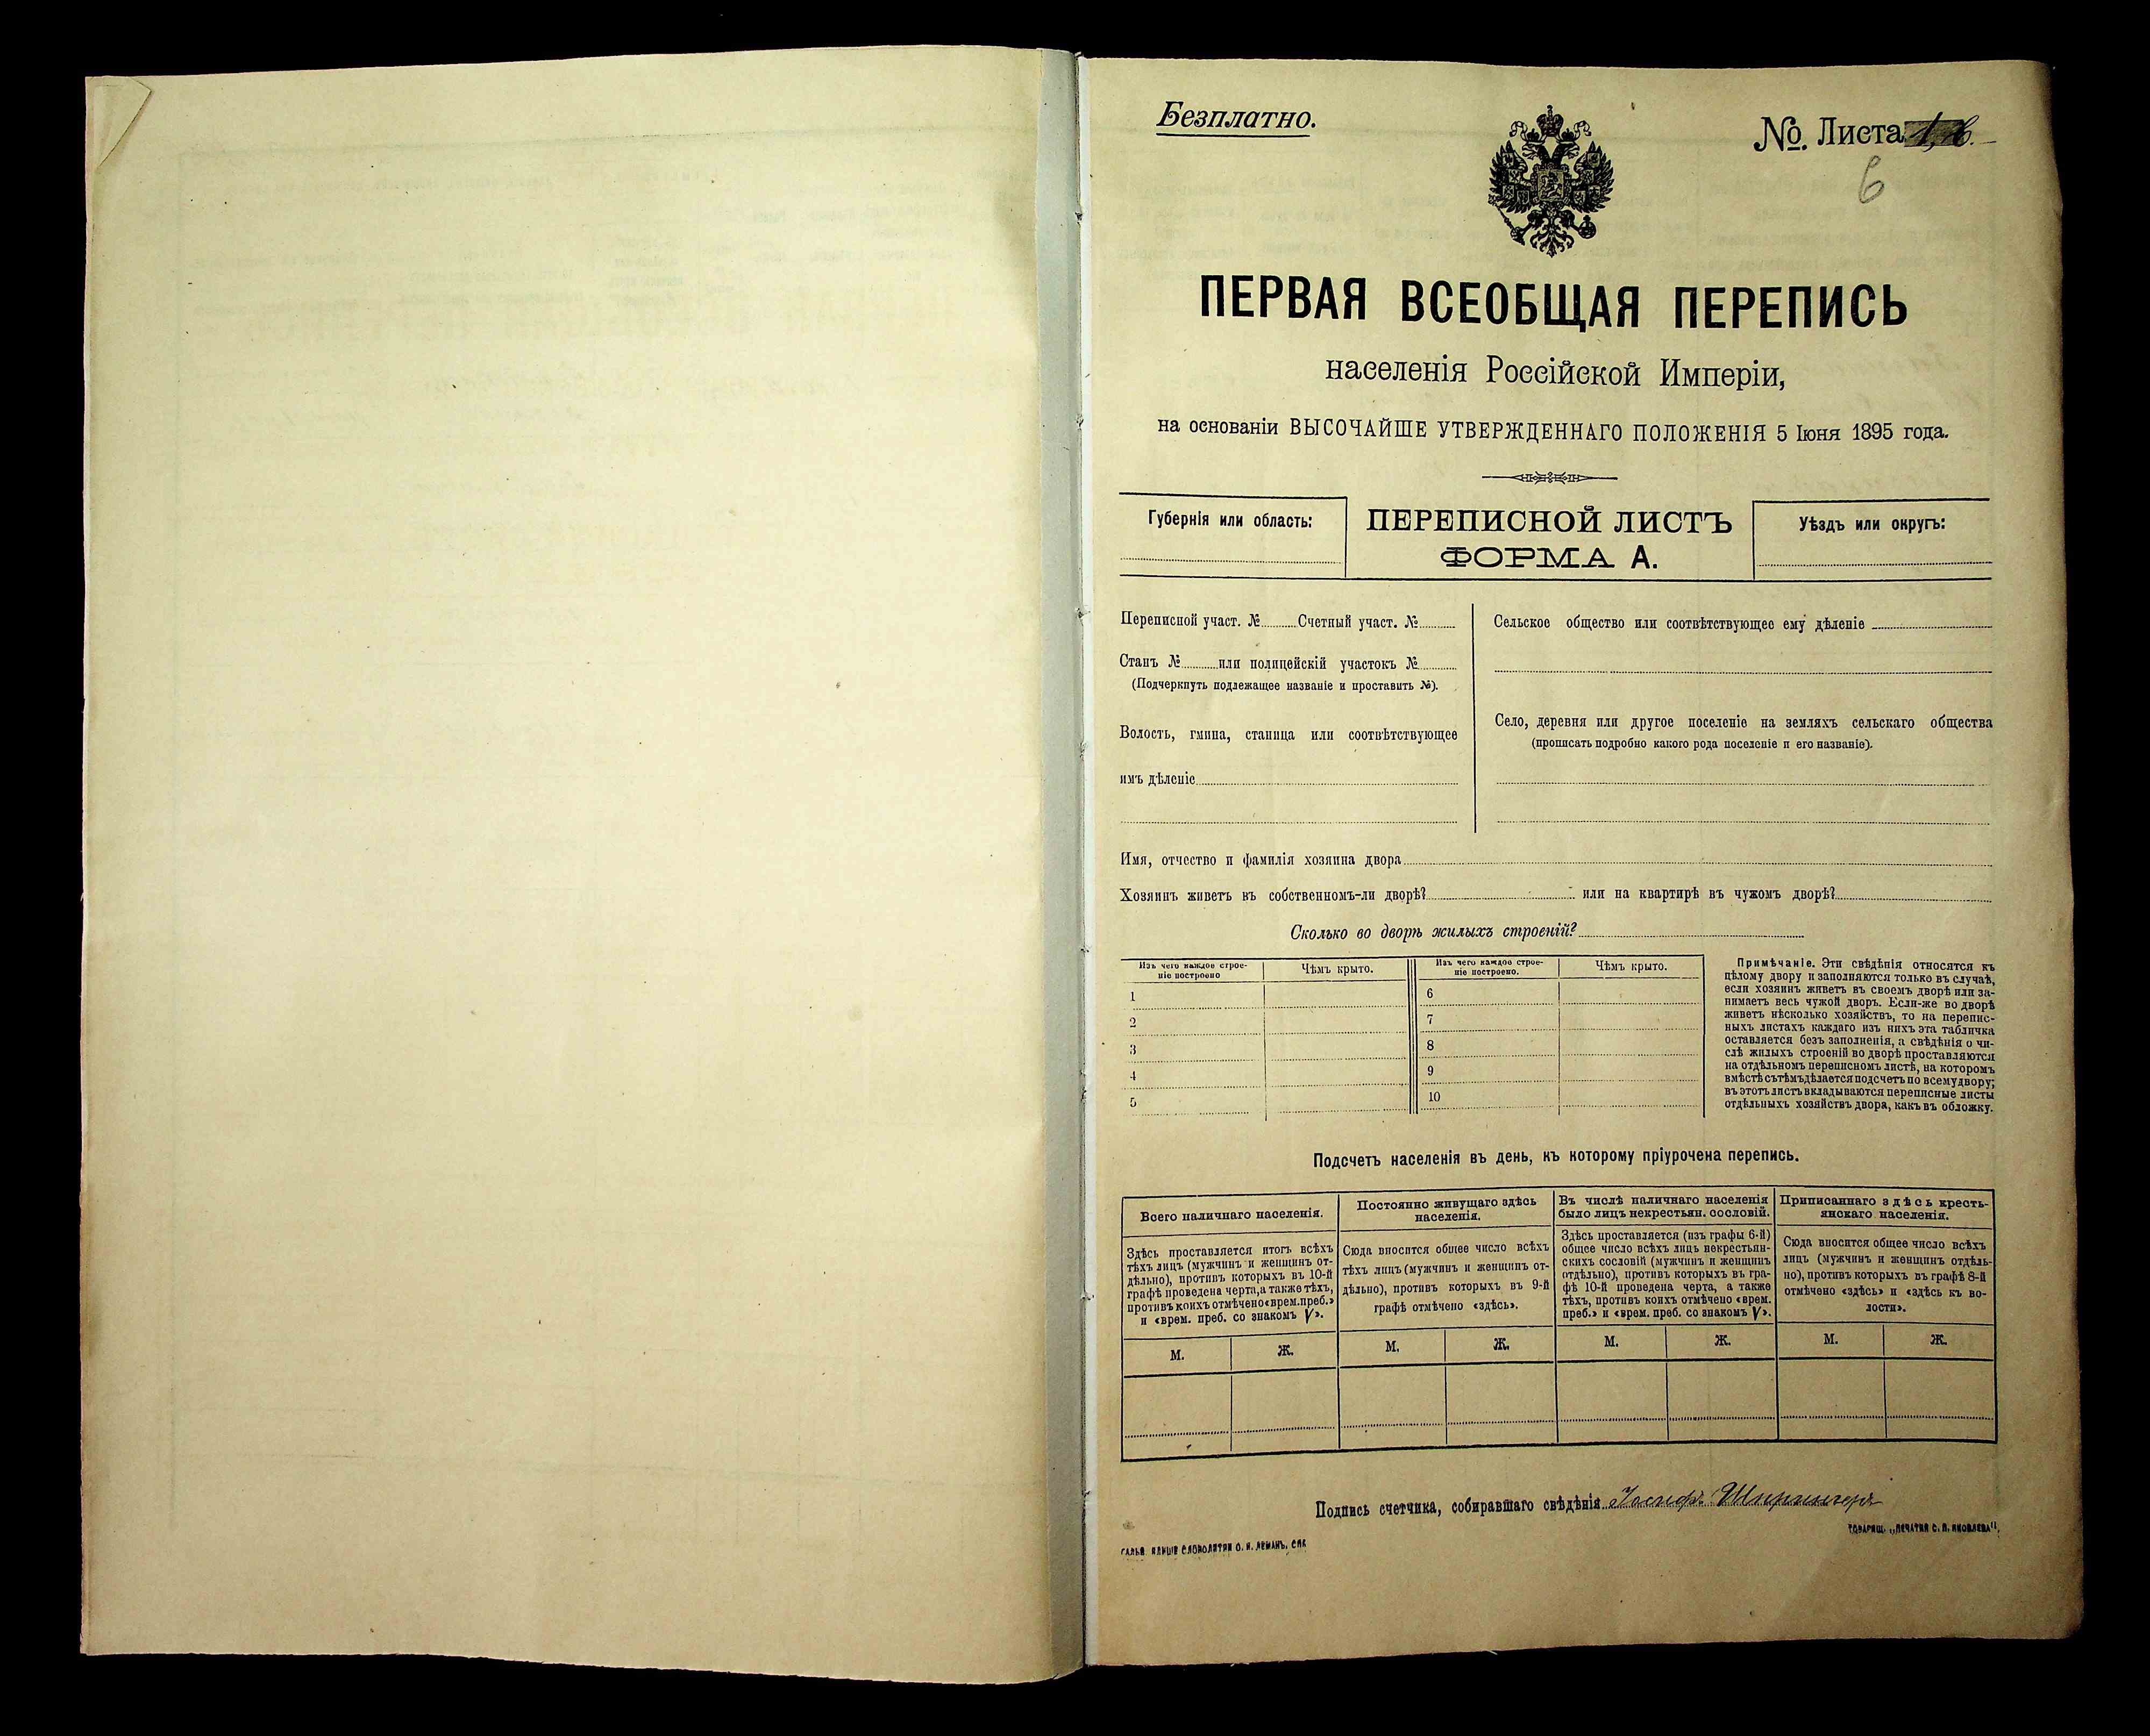 Безплатно.
№. Листа
6
ПЕРВАЯ ВСЕОБЩАЯ ПЕРЕПИСЬ
населенія Россійской Имперіи,
на основаніи ВЫСОЧАЙШЕ УТВЕРЖДЕННАГО ПОЛОЖЕНІЯ 5 Іюня 1895 года.
Губернія или область:
ПЕРЕПИСНОЙ ЛИСТЪ
ФОРМА А.
Уѣздъ или округъ:
Переписной участ. № Счетный участ. №
Станъ № или полицейскій участокъ №
(Подчеркнуть подлежащее названіе и проставить №).
Волость, гмина, станица или соотвѣтствующее
имъ дѣленіе
Сельское общество или соотвѣтствующее ему дѣленіе
Село, деревня или другое поселеніе на земляхъ сельскаго общества
(прописать подробно какого рода поселеніе и его названіе).
Имя, отчество и фамилія хозяина двора
Хозяинъ живетъ въ собственномъ-ли дворѣ? или на квартирѣ въ чужомъ дворѣ?
Сколько во дворѣ жилыхъ строеній?
Изъ чего каждое строе-
ніе построено
Чѣмъ крыто.
Изъ чего каждое строе-
ніе построено.
Чѣмъ крыто.
1
2
3
4
5
6
7
8
9
10
Примѣчаніе. Эти свѣдѣнія относятся къ
цѣлому двору и заполняются только въ случаѣ,
если хозяинъ живетъ въ своемъ дворѣ или за-
нимаетъ весь чужой дворъ. Если-же во дворѣ
живетъ нѣсколько хозяйствъ, то на перепис-
ныхъ листахъ каждаго изъ нихъ эта табличка
оставляется безъ заполненія, а свѣдѣнія о чи-
слѣ жилыхъ строеній во дворѣ проставляются
на отдѣльномъ переписномъ листѣ, на которомъ
вмѣстѣ сътѣмъ дѣлается подсчетъ по всему двору;
въ этотъ листъ вкладываются переписные листы
отдѣльныхъ хозяйствъ двора, какъ въ обложку.
Подсчетъ населенія въ день, къ которому пріурочена перепись.
Всего наличнаго населенія.
Здѣсь проставляется итогъ всѣхъ
тѣхъ лицъ (мужчинъ и женщинъ от-
дѣльно), противъ которыхъ въ 10-й
графѣ проведена черта, а также тѣхъ,
противъ коихъ отмѣчено «врем. преб.»
и «врем. преб. со знакомъ V».
Постоянно живущаго здѣсь
населенія.
Сюда вносится общее число всѣхъ
тѣхъ лицъ (мужчинъ и женщинъ от-
дѣльно), противъ которыхъ въ 9-й
графѣ отмѣчено «здѣсь».
Въ числѣ наличнаго населенія
было лицъ некрестьян. сословій.
Здѣсь проставляется (изъ графы 6-й)
общее число всѣхъ лицъ некрестьян-
скихъ сословій (мужчинъ и женщинъ
отдѣльно), противъ которыхъ въ гра-
фѣ 10-й проведена черта, а также
тѣхъ, противъ коихъ отмѣчено «врем.
преб.» и «врем. преб. со знакомъ V».
Приписаннаго здѣсь кресть-
янскаго населенія.
Сюда вносится общее число всѣхъ
лицъ (мужчинъ и женщинъ отдѣль-
но), противъ которыхъ въ графѣ 8-й
отмѣчено «здѣсь» и «здѣсь къ во-
лости».
М. Ж. М. Ж. М. Ж. М. Ж.
Подпись счетчика, собиравшаго свѣдѣнія Іосифъ
ТОВАРИЩ. „ПЕЧАТНЯ С. П. ЯКОВЛЕВА".
СЛОВОЛИТНИ О. И. ЛЕМАНЪ, СПБ